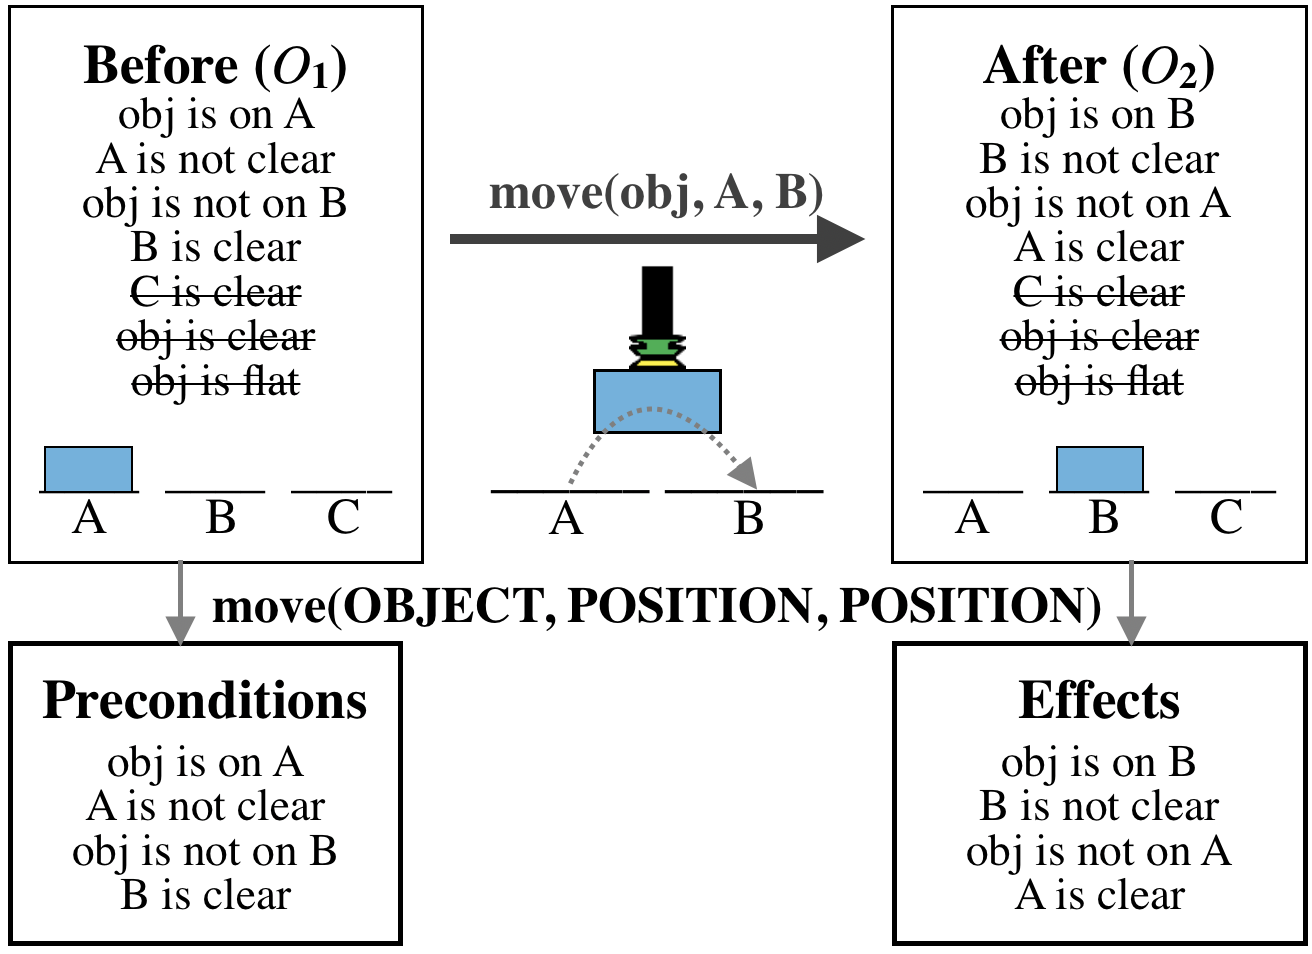 Before (O1)
obj is on A
A is not clear
obj is not on B
B is clear
C is clear
obj is clear
obj is flat
A B C
move(obj, A, B)
A B
After (O2)
obj is on B
B is not clear
obj is not on A
A is clear
C is clear
obj is clear
obj is flat
A B C
move(OBJECT, POSITION, POSITION)
Preconditions
obj is on A
A is not clear
obj is not on B
B is clear
Effects
obj is on B
B is not clear
obj is not on A
A is clear